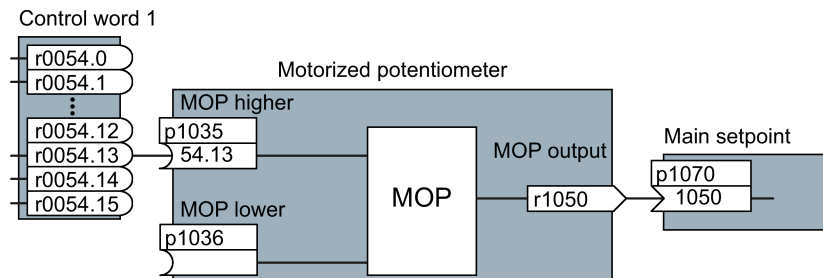 Control word 1
r0054.0
r0054.1
r0054.12
r0054.13
r0054.14
r0054.15
Motorized potentiometer
MOP higher
p1035
54.13
MOP lower
p1036
MOP
MOP output
r1050
Main setpoint
p1070
1050